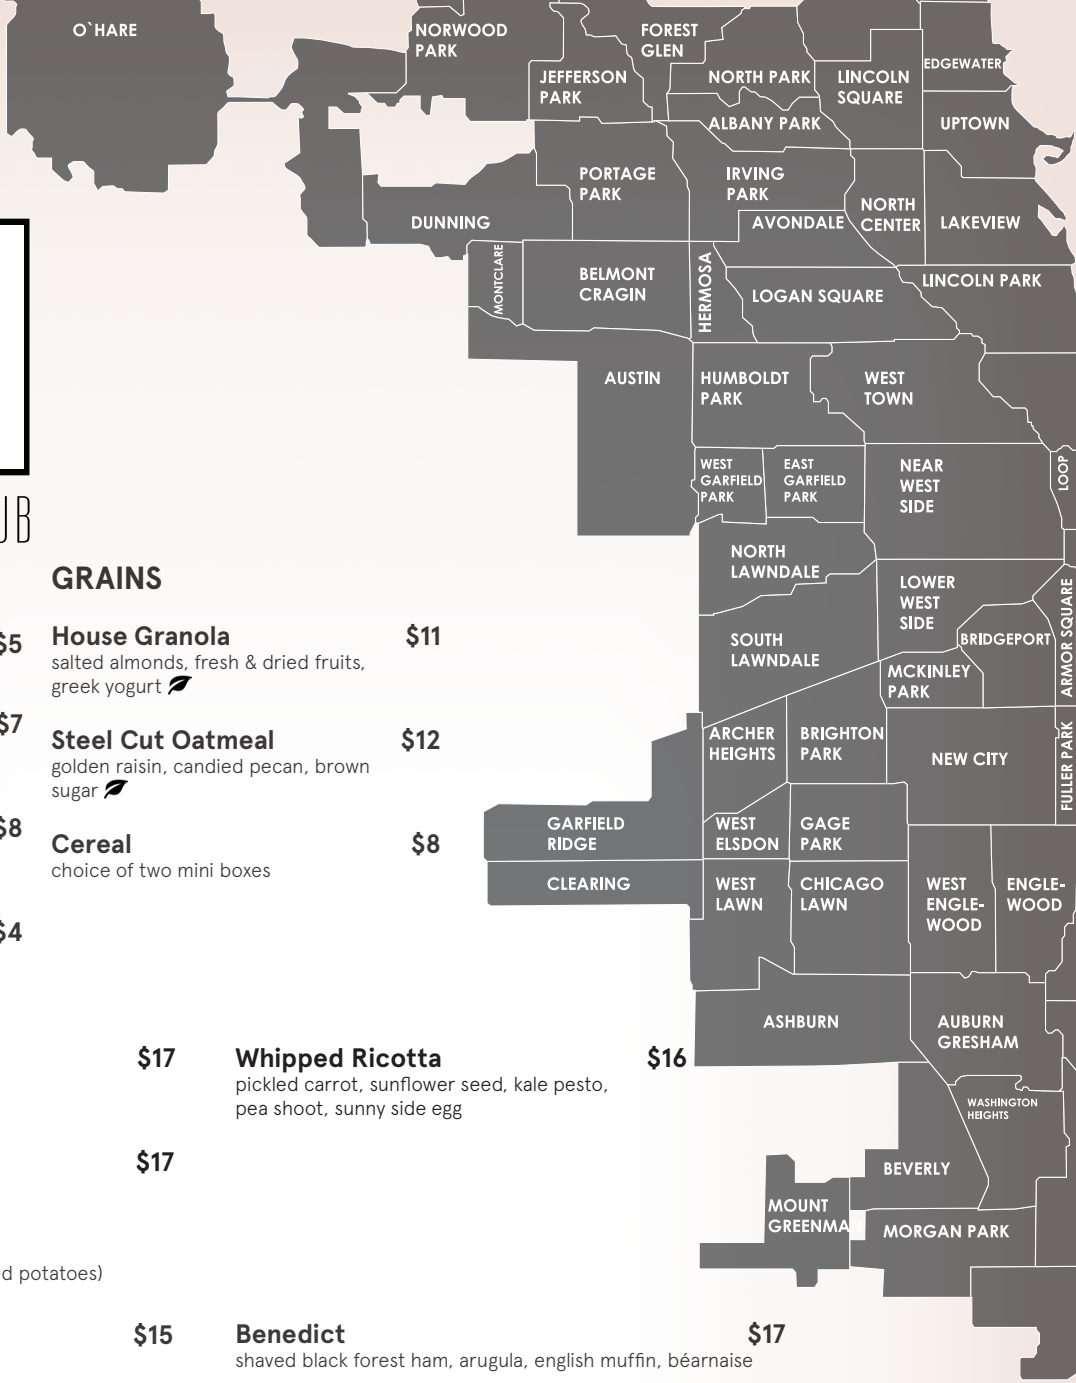 O`HARE
NORWOOD
PARK
FOREST
GLEN
JEFFERSON
PARK
NORTH PARK
LINCOLN
SQUARE
EDGEWATER
ALBANY PARK
UPTOWN
PORTAGE
PARK
IRVING
PARK
DUNNING
AVONDALE
NORTH
CENTER
LAKEVIEW
MONTCLARE
BELMONT
CRAGIN
HERMOSA
LOGAN SQUARE
LINCOLN PARK
AUSTIN
HUMBOLDT
PARK
WEST
TOWN
WEST
GARFIELD
PARK
EAST
GARFIELD
PARK
NEAR
WEST
SIDE
LOOP
UB
NORTH
LAWNDALE
LOWER
WEST
SIDE
ARMOR SQUARE
SOUTH
LAWNDALE
BRIDGEPORT
MCKINLEY
PARK
ARCHER
HEIGHTS
BRIGHTON
PARK
NEW CITY
FULLER PARK
GARFIELD
RIDGE
WEST
ELSDON
GAGE
PARK
CLEARING
WEST
LAWN
CHICAGO
LAWN
WEST
ENGLE-
WOOD
ENGLE-
WOOD
ASHBURN
AUBURN
GRESHAM
WASHINGTON
HEIGHTS
BEVERLY
MOUNT
GREENMAN
MORGAN PARK
$5
$7
$8
$4
GRAINS
House Granola $11
salted almonds, fresh & dried fruits,
greek yogurt
Steel Cut Oatmeal $12
golden raisin, candied pecan, brown
sugar
Cereal $8
choice of two mini boxes
$17
Whipped Ricotta $16
pickled carrot, sunflower seed, kale pesto,
pea shoot, sunny side egg
$17
ed potatoes)
$15
Benedict $17
shaved black forest ham, arugula, english muffin, béarnaise